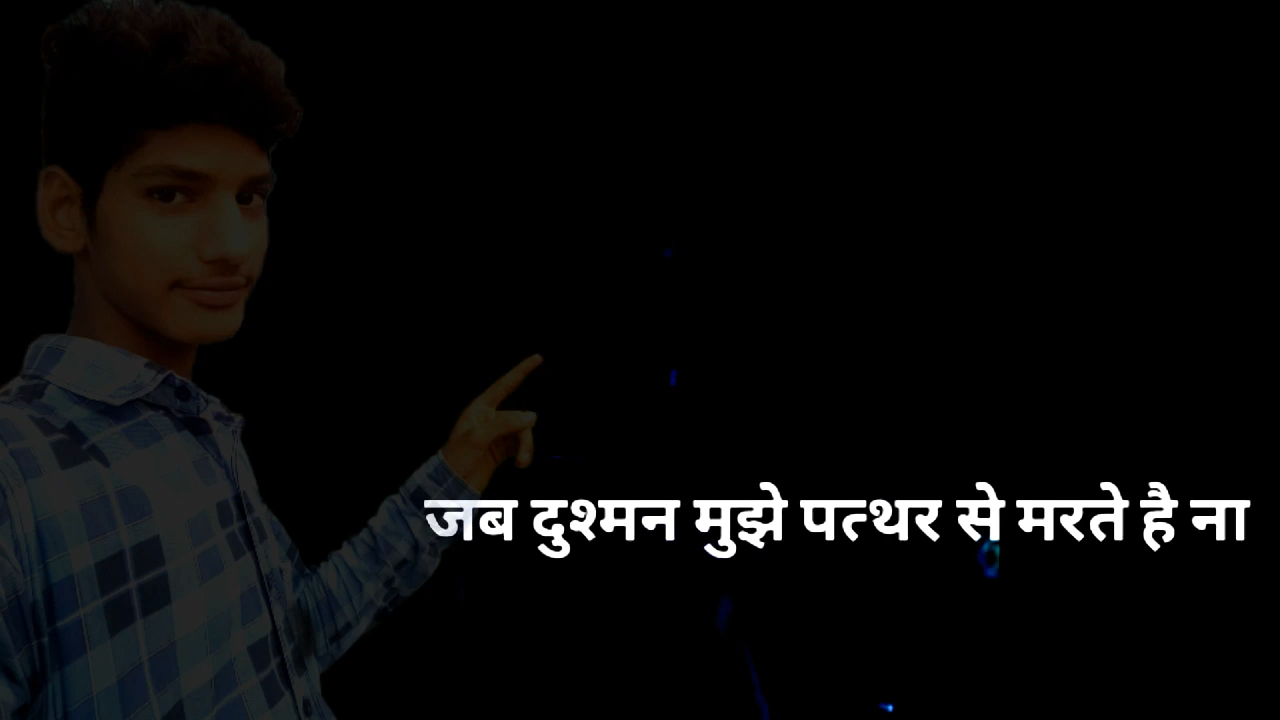 जब दुश्मन मुझे पत्थर से मरते है ना